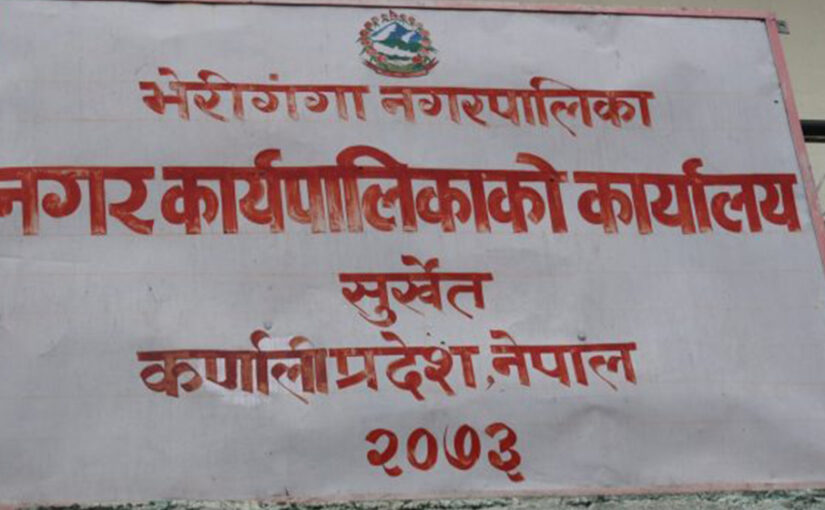 भेरीगंगा नगरपालिका
नगर कार्यपालिकाको कार्यालय
सुर्खेत
कर्णाली प्रदेश, नेपाल
२०७३